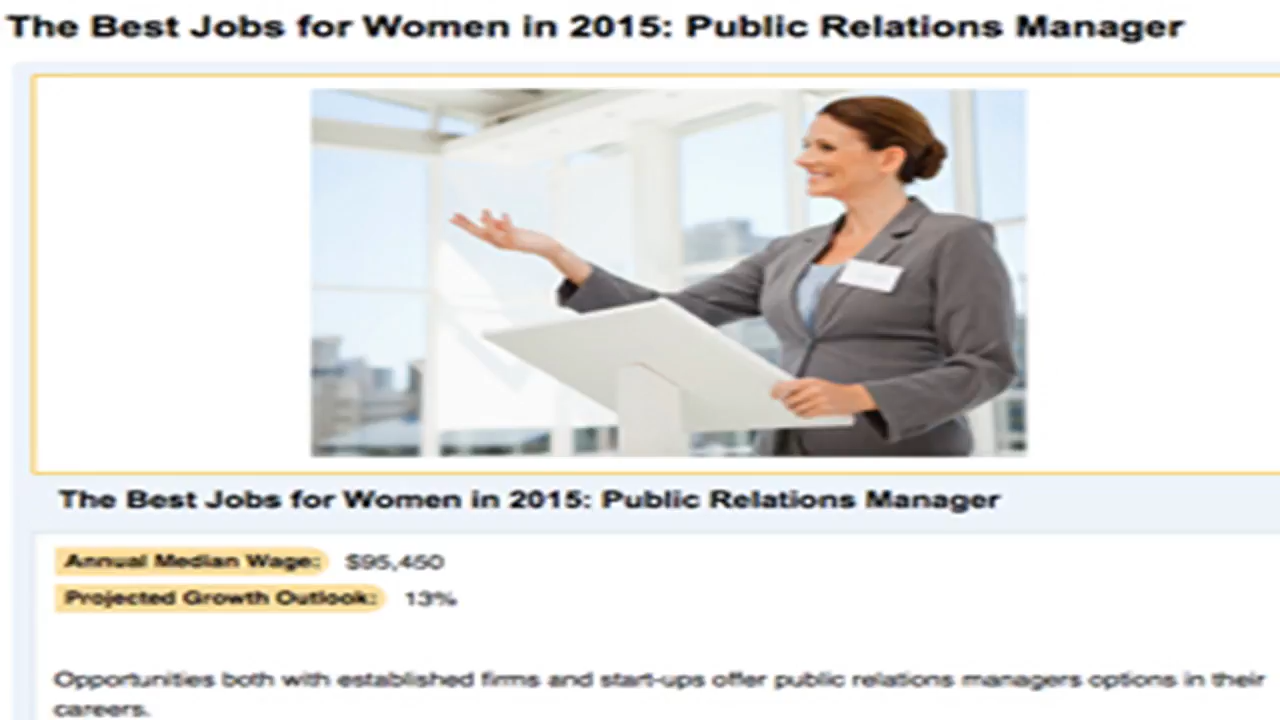 The Best Jobs for Women in 2015: Public Relations Manager
The Best Jobs for Women in 2015: Public Relations Manager
Annual Median Wage: $95,450
Projected Growth Outlook: 13%
Opportunities both with established firms and start-ups offer public relations managers options in their
careers.